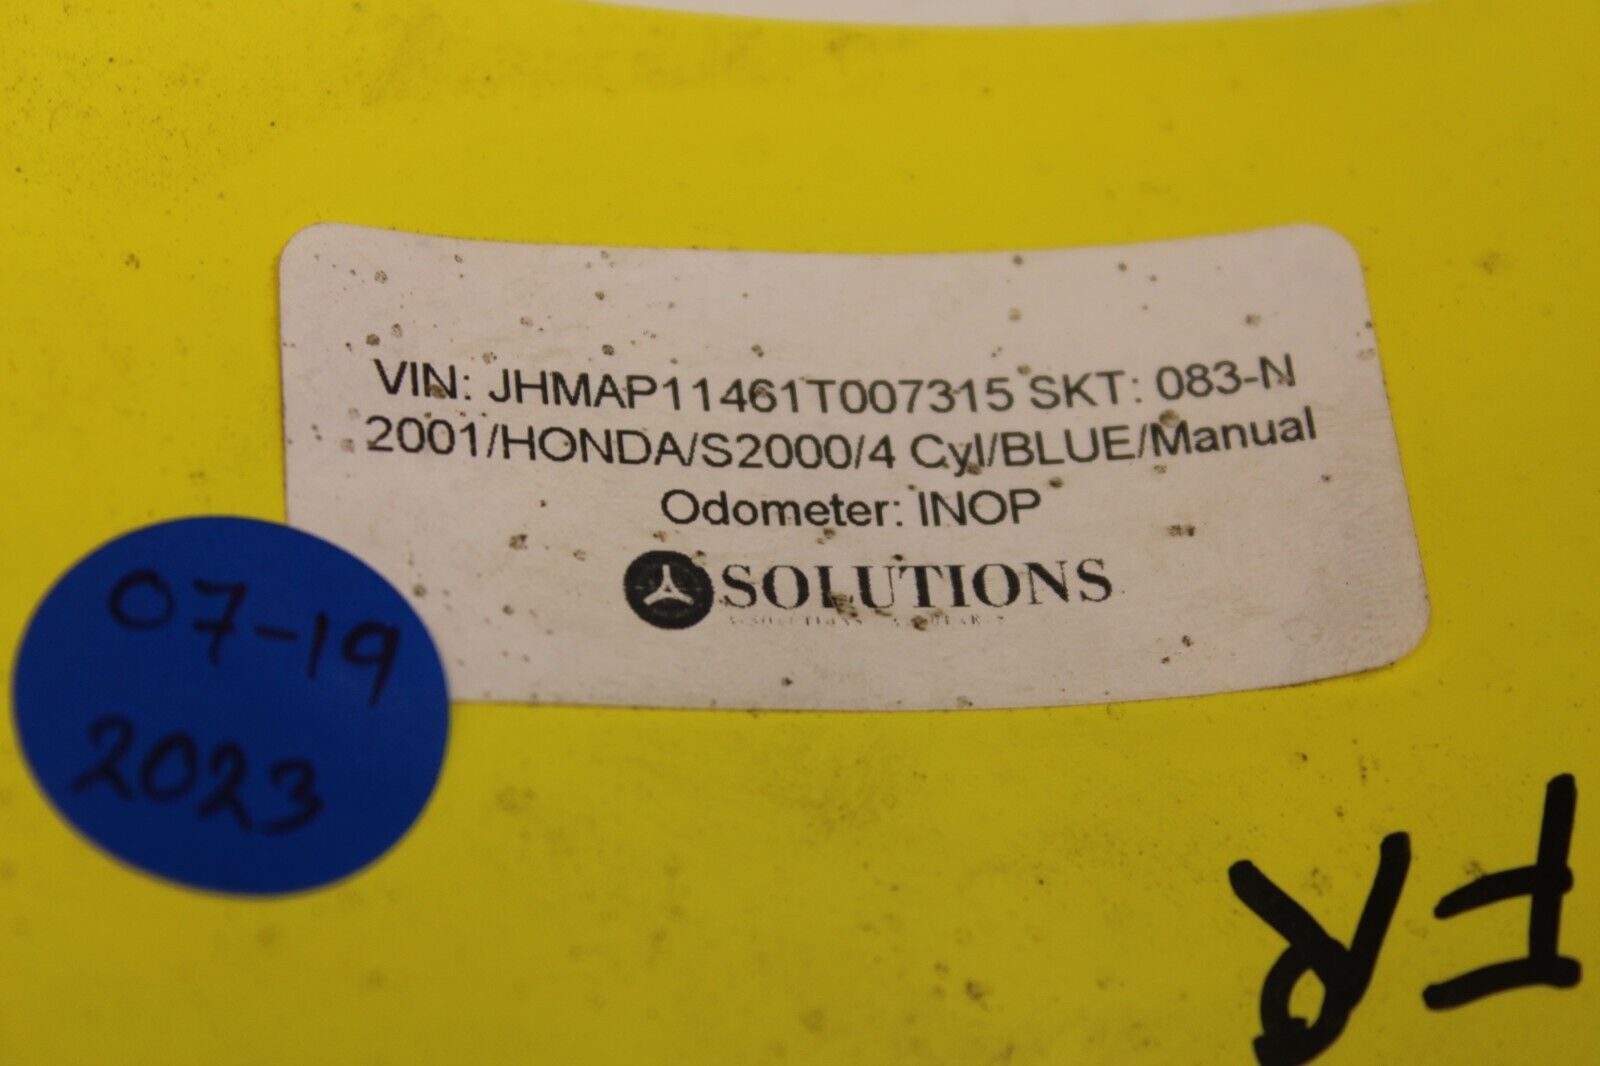 VIN: JHMAP11461T007315 SKT: 083-N
2001/HONDA/S2000/4 Cyl/BLUE/Manual
Odometer: INOP
SOLUTIONS
07-19
2023
FR